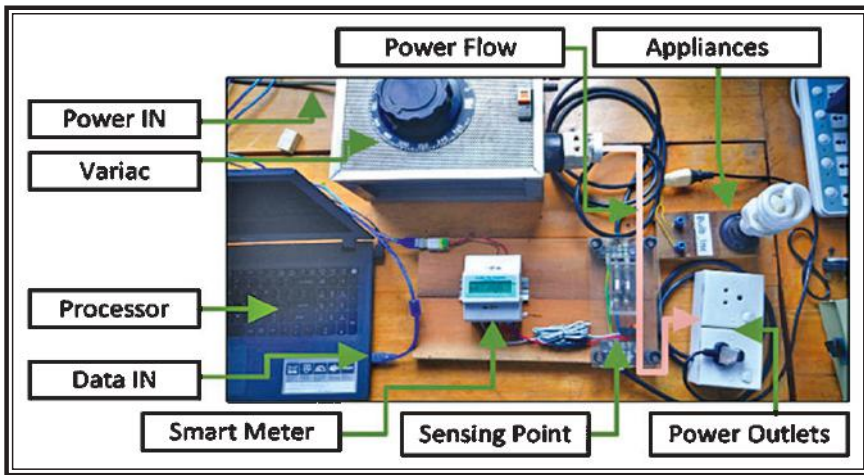 Power Flow
Appliances
Power IN
Variac
Processor
Data IN
Smart Meter
Sensing Point
Power Outlets